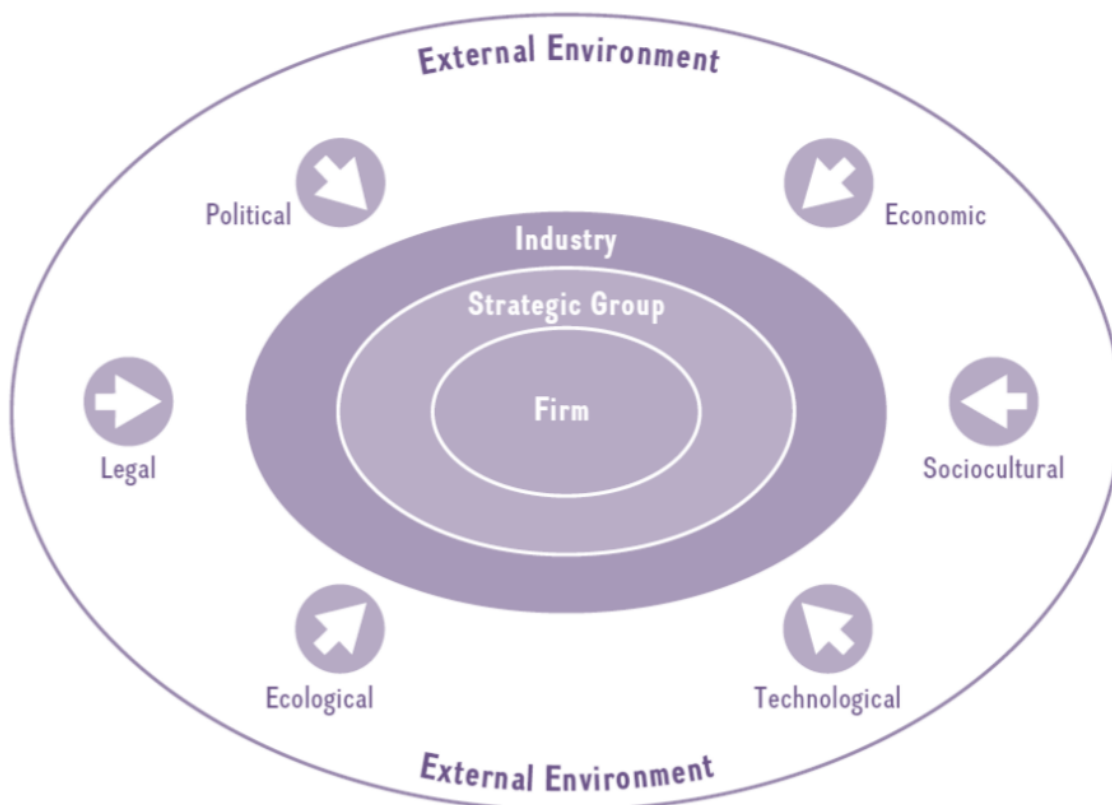 External Environment
Political
Economic
Industry
Strategic Group
Firm
Legal
Sociocultural
Ecological
Technological
External Environment